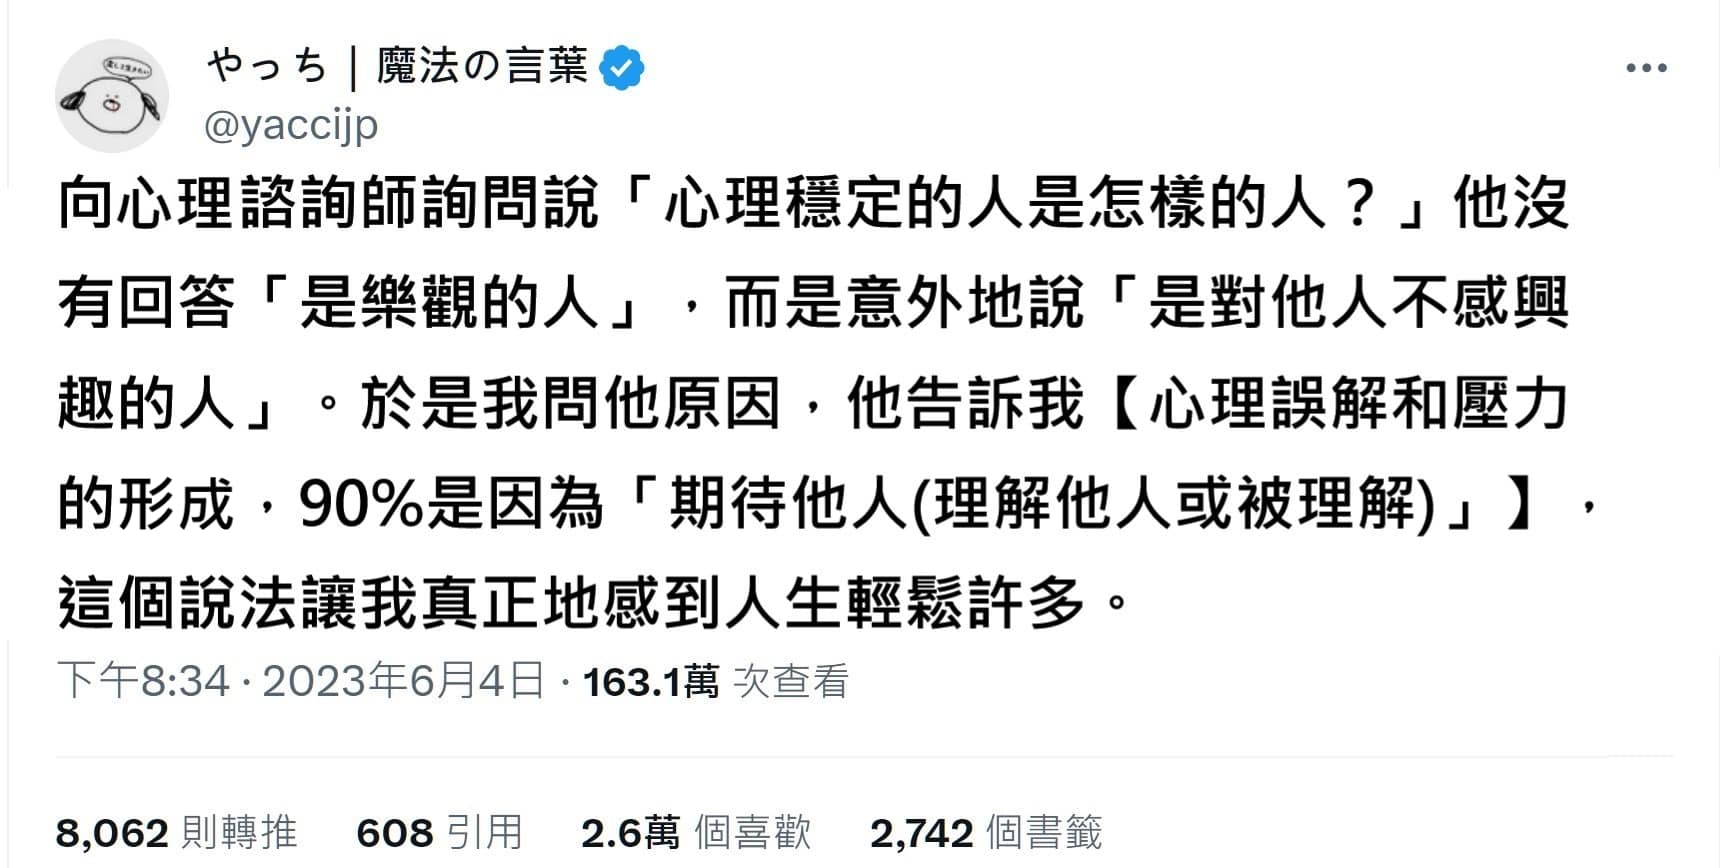 やっち｜魔法の言葉
@yaccijp
向心理諮詢師詢問說「心理穩定的人是怎樣的人？」他沒
有回答「是樂觀的人」，而是意外地說「是對他人不感興
趣的人」。於是我問他原因，他告訴我【心理誤解和壓力
的形成，90%是因為「期待他人(理解他人或被理解)」】，
這個說法讓我真正地感到人生輕鬆許多。
下午8:34 · 2023年6月4日 · 163.1萬 次查看
8,062 則轉推 608 引用 2.6萬 個喜歡 2,742 個書籤